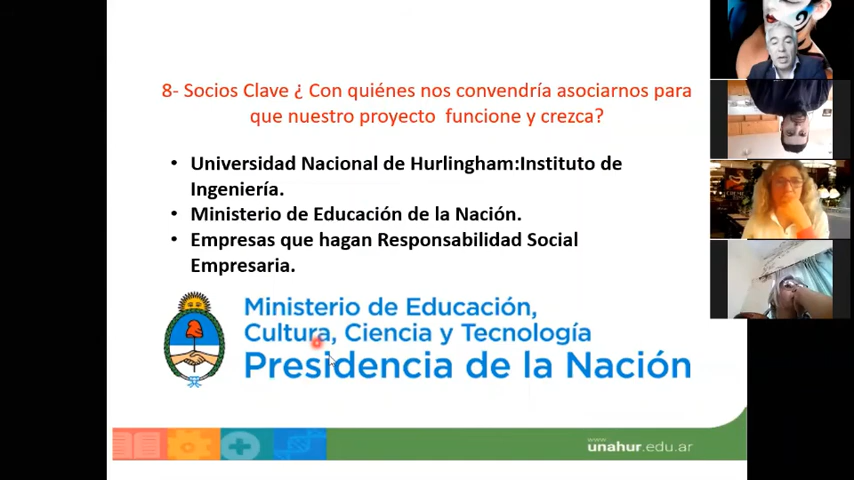 8- Socios Clave ¿ Con quiénes nos convendría asociarnos para
que nuestro proyecto funcione y crezca?
• Universidad Nacional de Hurlingham:Instituto de
Ingeniería.
• Ministerio de Educación de la Nación.
• Empresas que hagan Responsabilidad Social
Empresaria.
Ministerio de Educación,
Cultura, Ciencia y Tecnología
Presidencia de la Nación
unahur.edu.ar